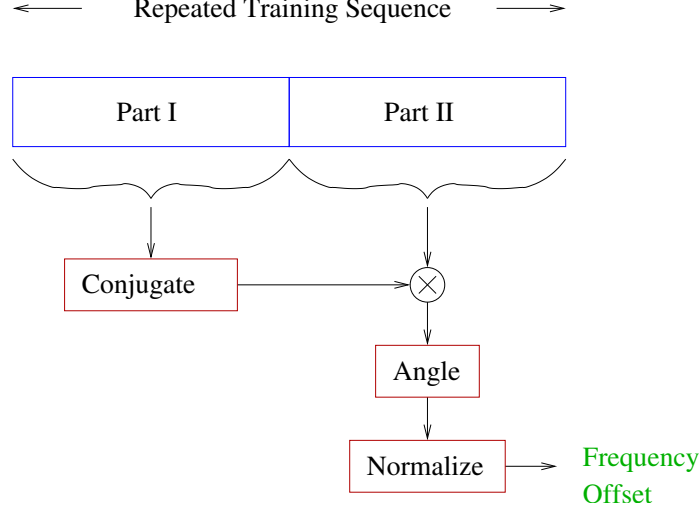 Repeated Training Sequence
Part I
Part II
Conjugate
Angle
Normalize
Frequency
Offset